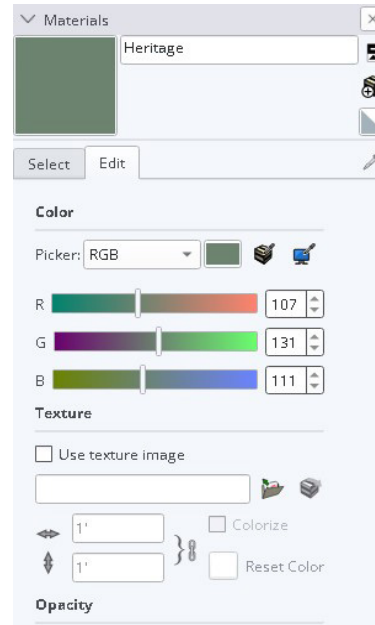 Materials
Heritage
Select Edit
Color
Picker: RGB
R 107
G 131
B 111
Texture
Use texture image
1' Colorize
1' Reset Color
Opacity